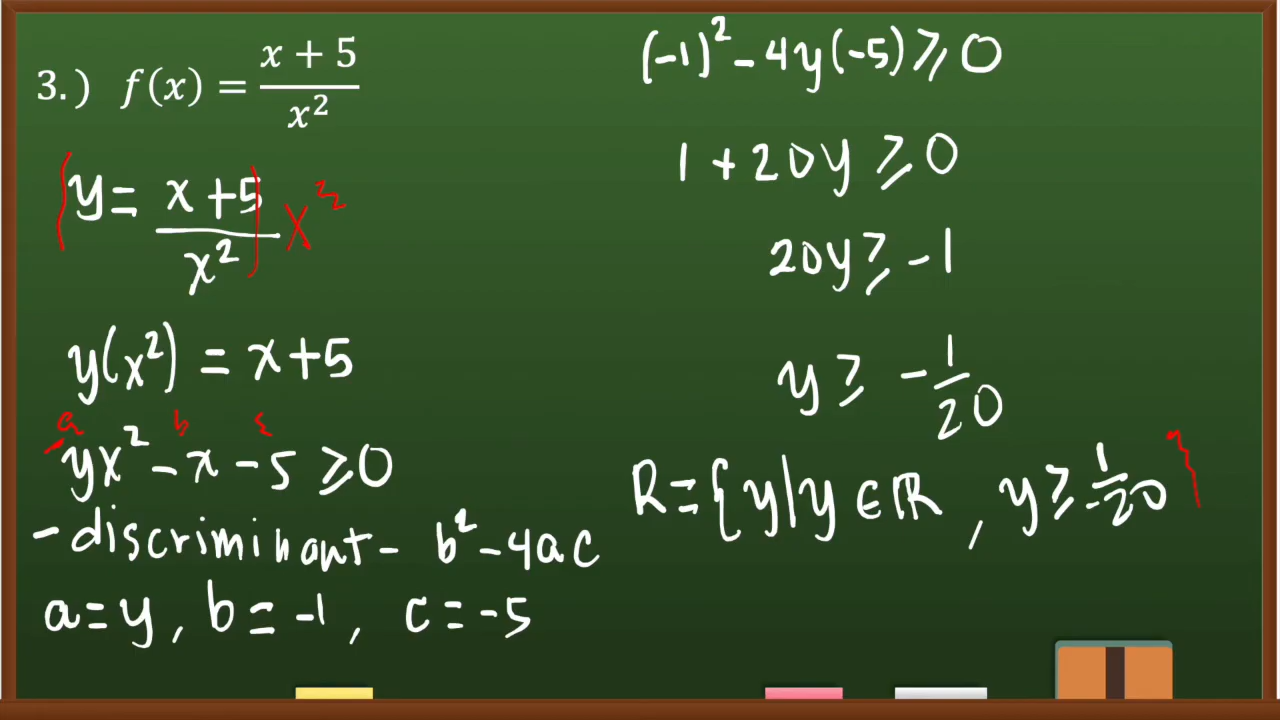 3.) f(x) = (x + 5)/x²
(y = (x+5)/x²) x²
y(x²) = x+5
a b c
yx² - x - 5 ≥ 0
- discriminant - b² - 4ac
a = y, b = -1, c = -5
(-1)² - 4y(-5) ≥ 0
1 + 20y ≥ 0
20y ≥ -1
y ≥ -1/20
R = {y|y ∈ ℝ, y ≥ -1/20}